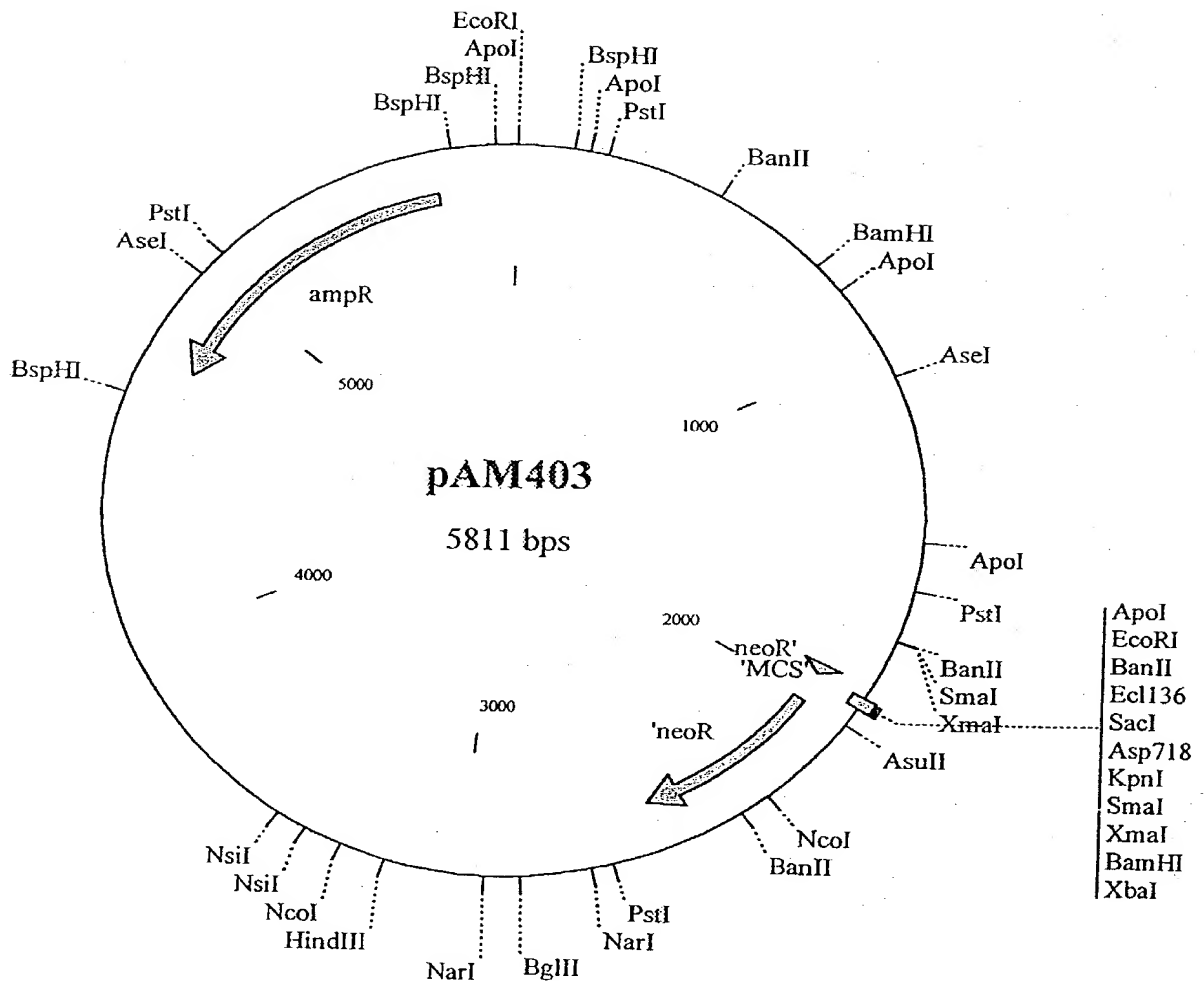 EcoRI
ApoI
BspHI
BspHI
BspHI
ApoI
PstI
BanII
BamHI
ApoI
PstI
AseI
ampR
BspHI
AseI
5000
1000
pAM403
5811 bps
4000
ApoI
PstI
2000
neoR'
'MCS'
BanII
SmaI
XmaI
ApoI
EcoRI
BanII
Ecl136
SacI
Asp718
KpnI
SmaI
XmaI
BamHI
XbaI
3000
'neoR
AsuII
NcoI
BanII
NsiI
NsiI
NcoI
HindIII
NarI
BglII
NarI
PstI